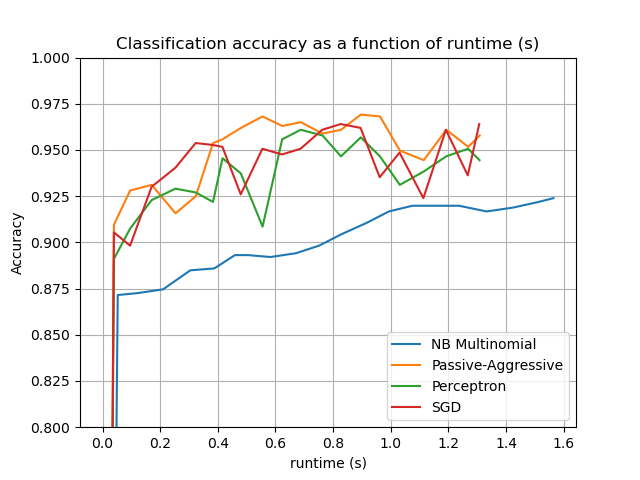 Classification accuracy as a function of runtime (s)
1.000
0.975
0.950
0.925
0.900
0.875
0.850
0.825
0.800
Accuracy
NB Multinomial
Passive-Aggressive
Perceptron
SGD
0.0 0.2 0.4 0.6 0.8 1.0 1.2 1.4 1.6
runtime (s)